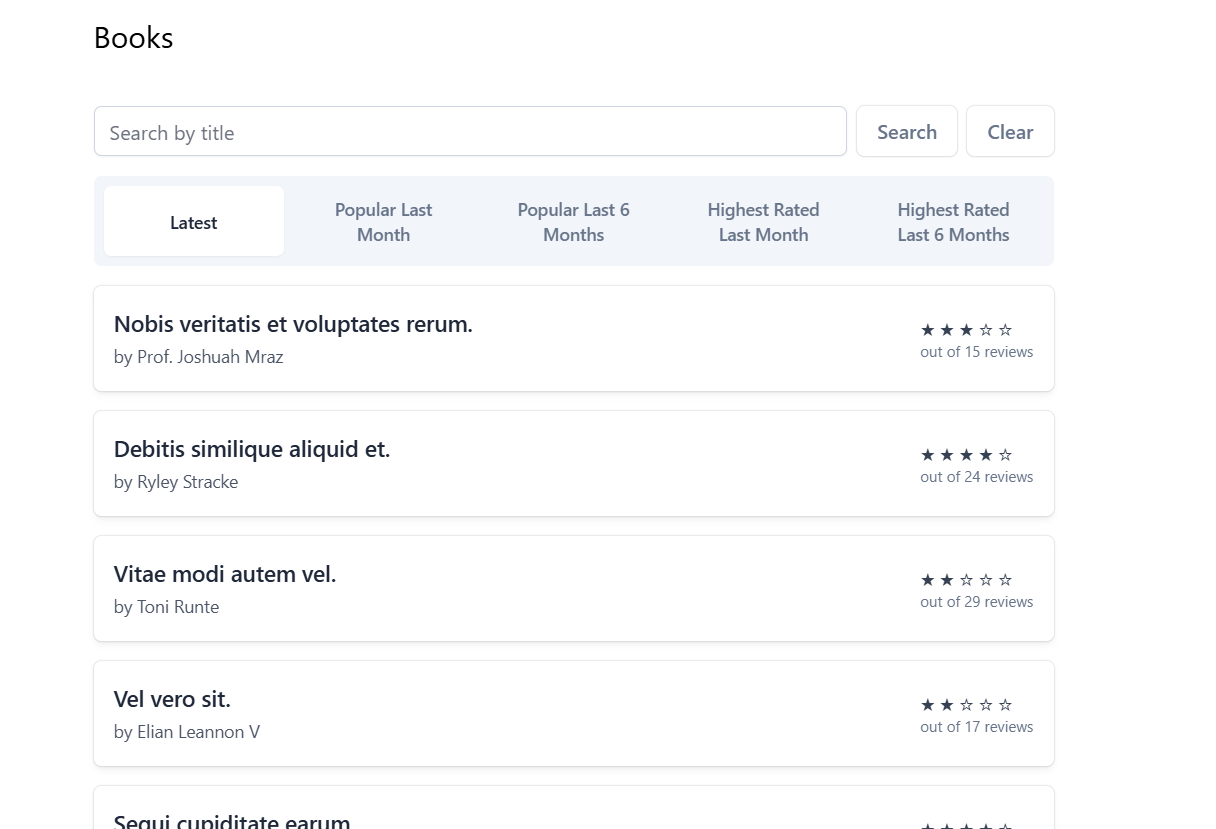 Books
Search by title
Search
Clear
Latest
Popular Last
Month
Popular Last 6
Months
Highest Rated
Last Month
Highest Rated
Last 6 Months
Nobis veritatis et voluptates rerum.
by Prof. Joshuah Mraz
★ ★ ★ ☆ ☆
out of 15 reviews
Debitis similique aliquid et.
by Ryley Stracke
★ ★ ★ ★ ☆
out of 24 reviews
Vitae modi autem vel.
by Toni Runte
★ ★ ☆ ☆ ☆
out of 29 reviews
Vel vero sit.
by Elian Leannon V
★ ★ ☆ ☆ ☆
out of 17 reviews
Sequi cupiditate earum
★ ★ ★ ★ ☆